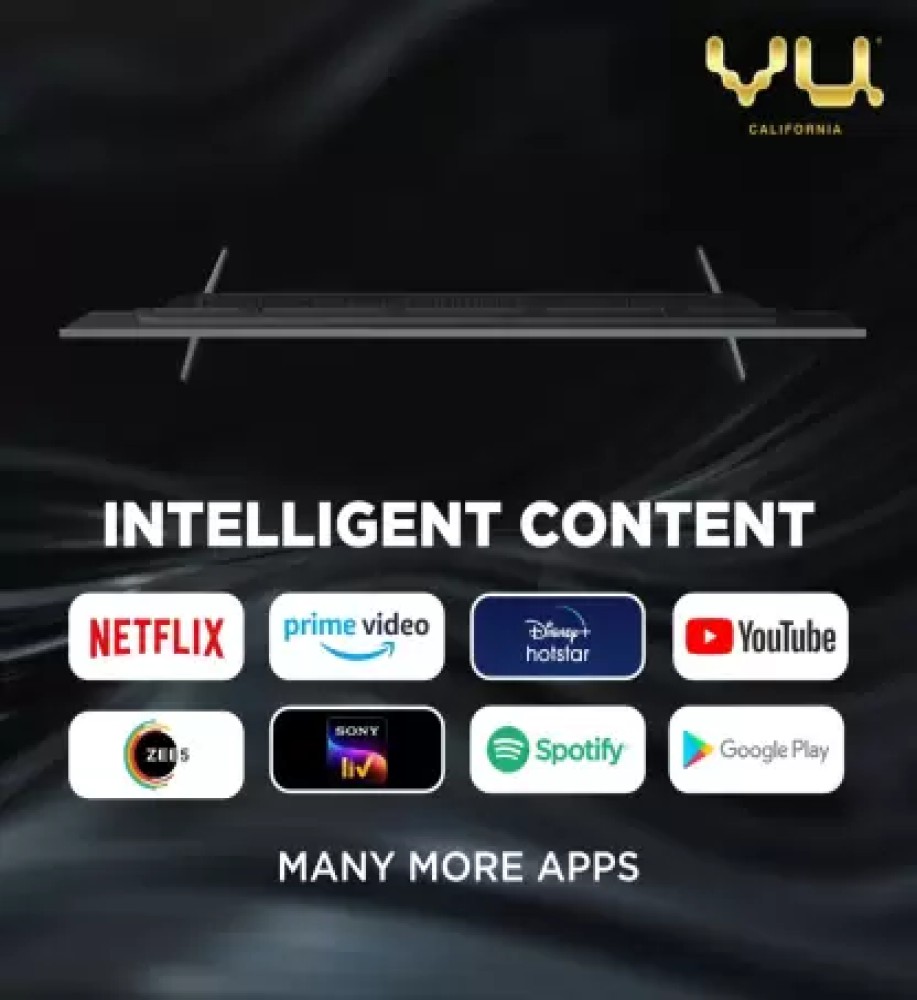 VU
CALIFORNIA
INTELLIGENT CONTENT
NETFLIX
prime video
Disney+
hotstar
YouTube
ZEE5
SONY
liv
Spotify
Google Play
MANY MORE APPS